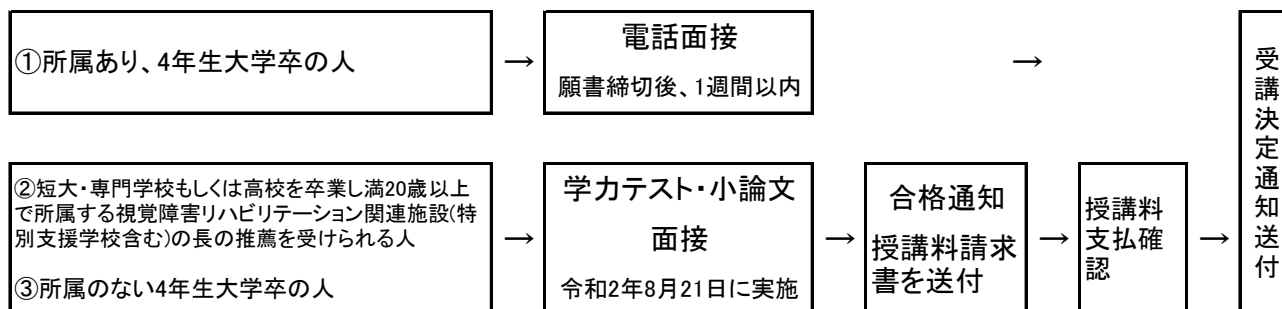 ①所属あり、4年生大学卒の人
→
電話面接
願書締切後、1週間以内
→
②短大・専門学校もしくは高校を卒業し満20歳以上
で所属する視覚障害リハビリテーション関連施設(特
別支援学校含む)の長の推薦を受けられる人
③所属のない4年生大学卒の人
→
学力テスト・小論文
面接
令和2年8月21日に実施
→
合格通知
授講料請求
書を送付
→
授講料
支払確
認
→
受講決定通知送付